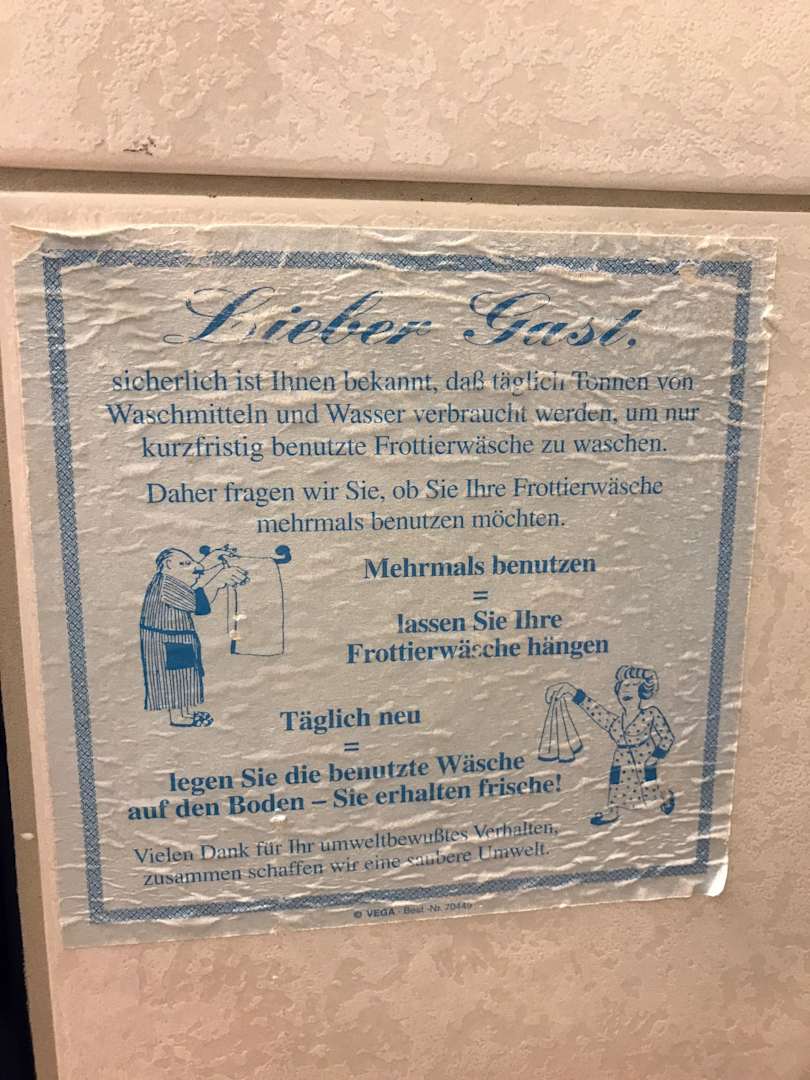 Lieber Gast,
sicherlich ist Ihnen bekannt, daß täglich Tonnen von
Waschmitteln und Wasser verbraucht werden, um nur
kurzfristig benutzte Frottierwäsche zu waschen.
Daher fragen wir Sie, ob Sie Ihre Frottierwäsche
mehrmals benutzen möchten.
Mehrmals benutzen
=
lassen Sie Ihre
Frottierwäsche hängen
Täglich neu
=
legen Sie die benutzte Wäsche
auf den Boden – Sie erhalten frische!
Vielen Dank für Ihr umweltbewußtes Verhalten,
zusammen schaffen wir eine saubere Umwelt.
© VEGA · Best.-Nr. 70449